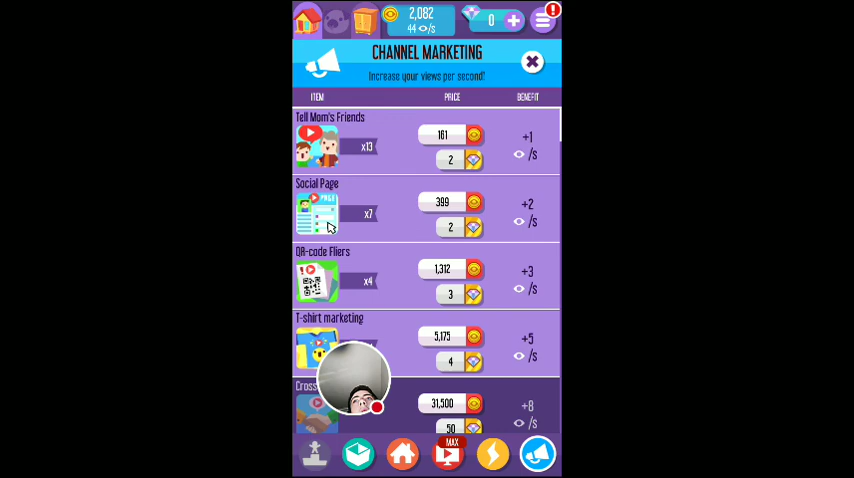 2,082
44 /s
0
!
CHANNEL MARKETING
Increase your views per second!
ITEM PRICE BENEFIT
Tell Mom's Friends
x13 161 +1
2 /s
Social Page
PAGE
x7 399 +2
2 /s
QR-code Fliers
x4 1,312 +3
3 /s
T-shirt marketing
5,175 +5
4 /s
Cross
31,500 +8
50 /s
MAX